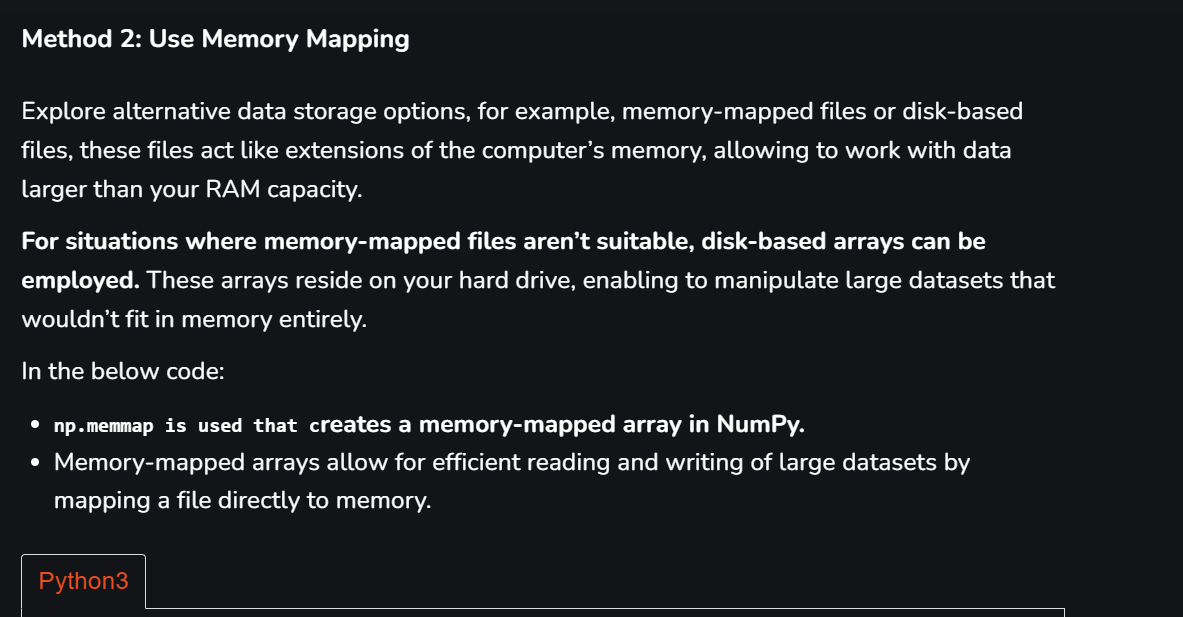 Method 2: Use Memory Mapping
Explore alternative data storage options, for example, memory-mapped files or disk-based
files, these files act like extensions of the computer’s memory, allowing to work with data
larger than your RAM capacity.
For situations where memory-mapped files aren’t suitable, disk-based arrays can be
employed. These arrays reside on your hard drive, enabling to manipulate large datasets that
wouldn’t fit in memory entirely.
In the below code:
• np.memmap is used that creates a memory-mapped array in NumPy.
• Memory-mapped arrays allow for efficient reading and writing of large datasets by
mapping a file directly to memory.
Python3